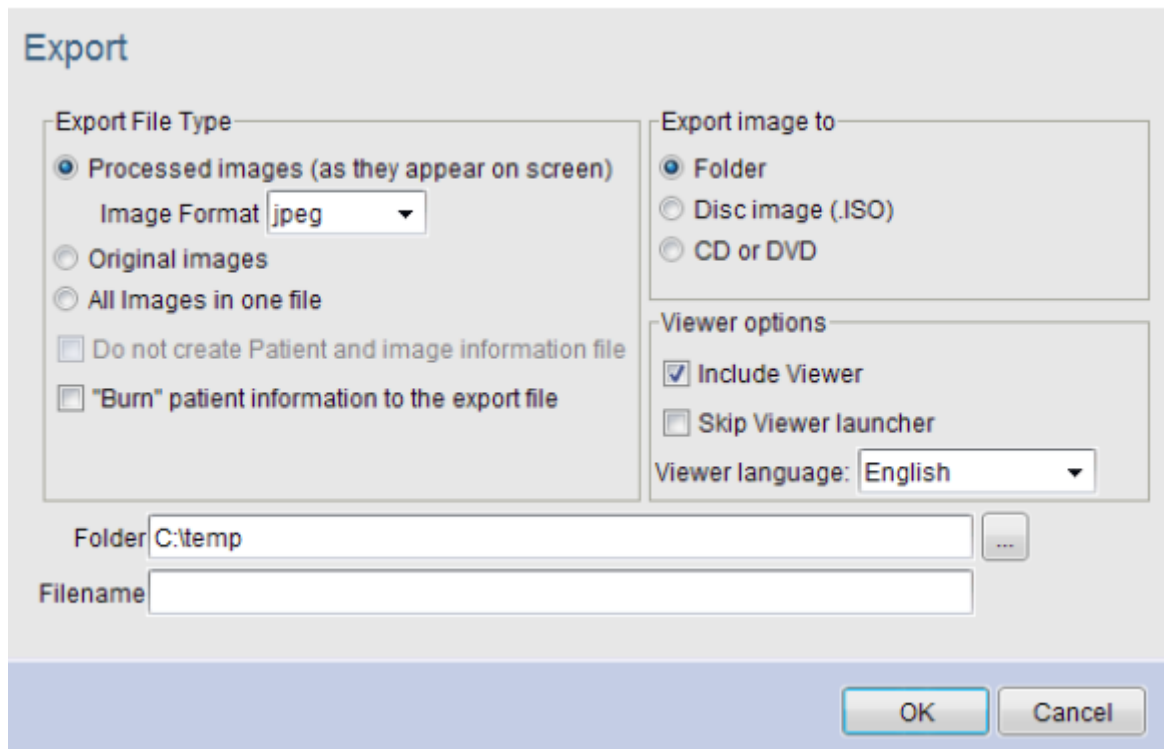 Export
Export File Type
Processed images (as they appear on screen)
Image Format jpeg
Original images
All Images in one file
Do not create Patient and image information file
"Burn" patient information to the export file
Export image to
Folder
Disc image (.ISO)
CD or DVD
Viewer options
Include Viewer
Skip Viewer launcher
Viewer language: English
Folder C:\temp ...
Filename
OK Cancel